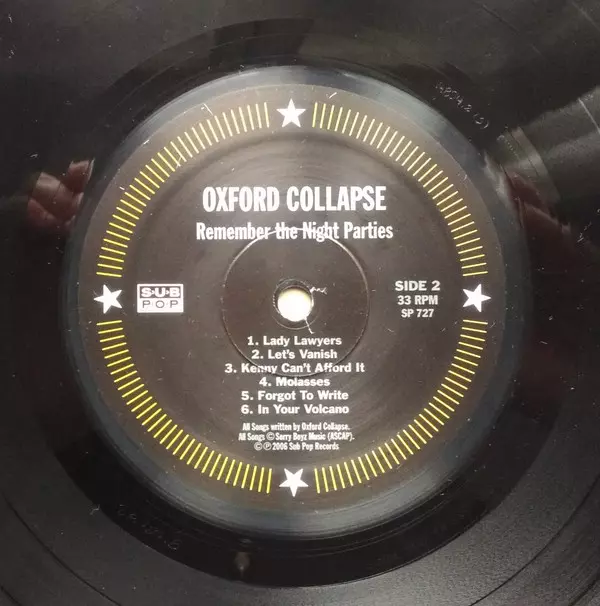 OXFORD COLLAPSE
Remember the Night Parties
SUB
POP
SIDE 2
33 RPM
SP 727
1. Lady Lawyers
2. Let's Vanish
3. Kenny Can't Afford It
4. Molasses
5. Forgot To Write
6. In Your Volcano
All Songs written by Oxford Collapse.
All Songs © Sorry Boyz Music (ASCAP).
©℗ 2006 Sub Pop Records